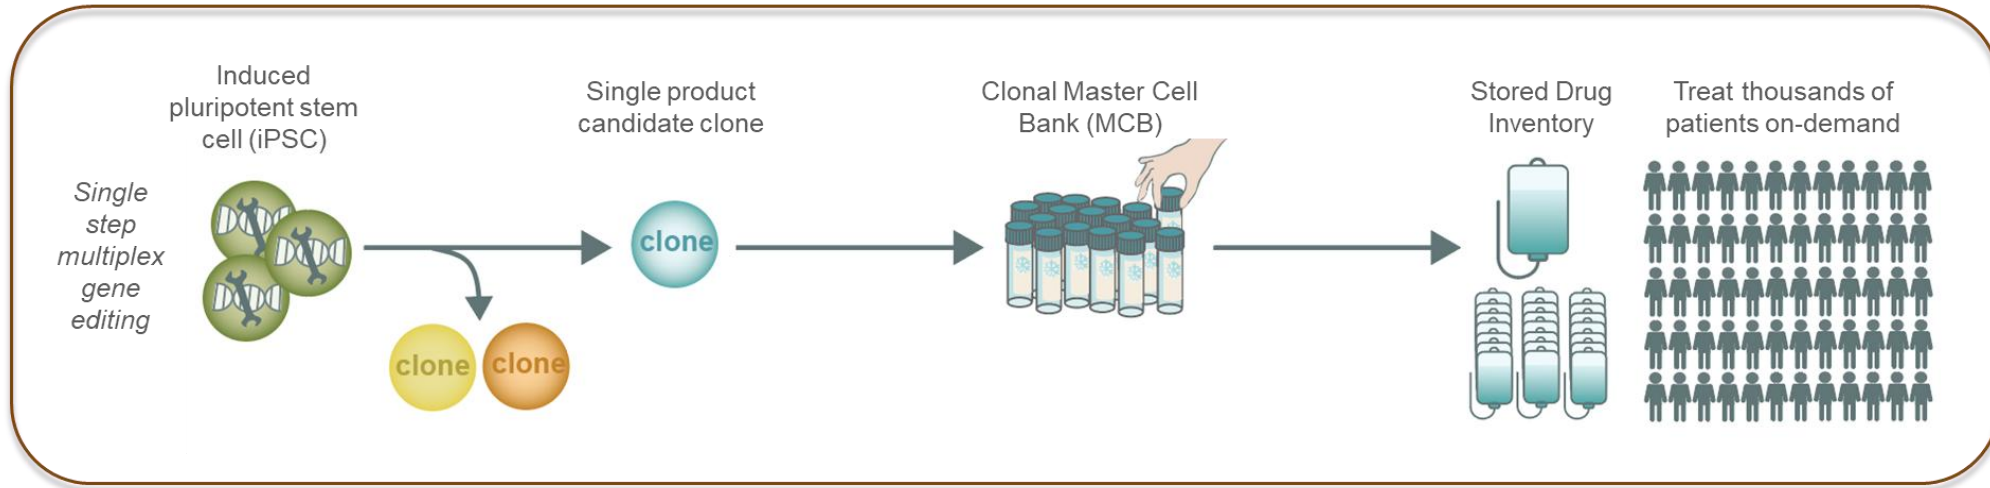 Induced
pluripotent stem
cell (iPSC)
Single
step
multiplex
gene
editing
Single product
candidate clone
clone
clone
clone
Clonal Master Cell
Bank (MCB)
Stored Drug
Inventory
Treat thousands of
patients on-demand